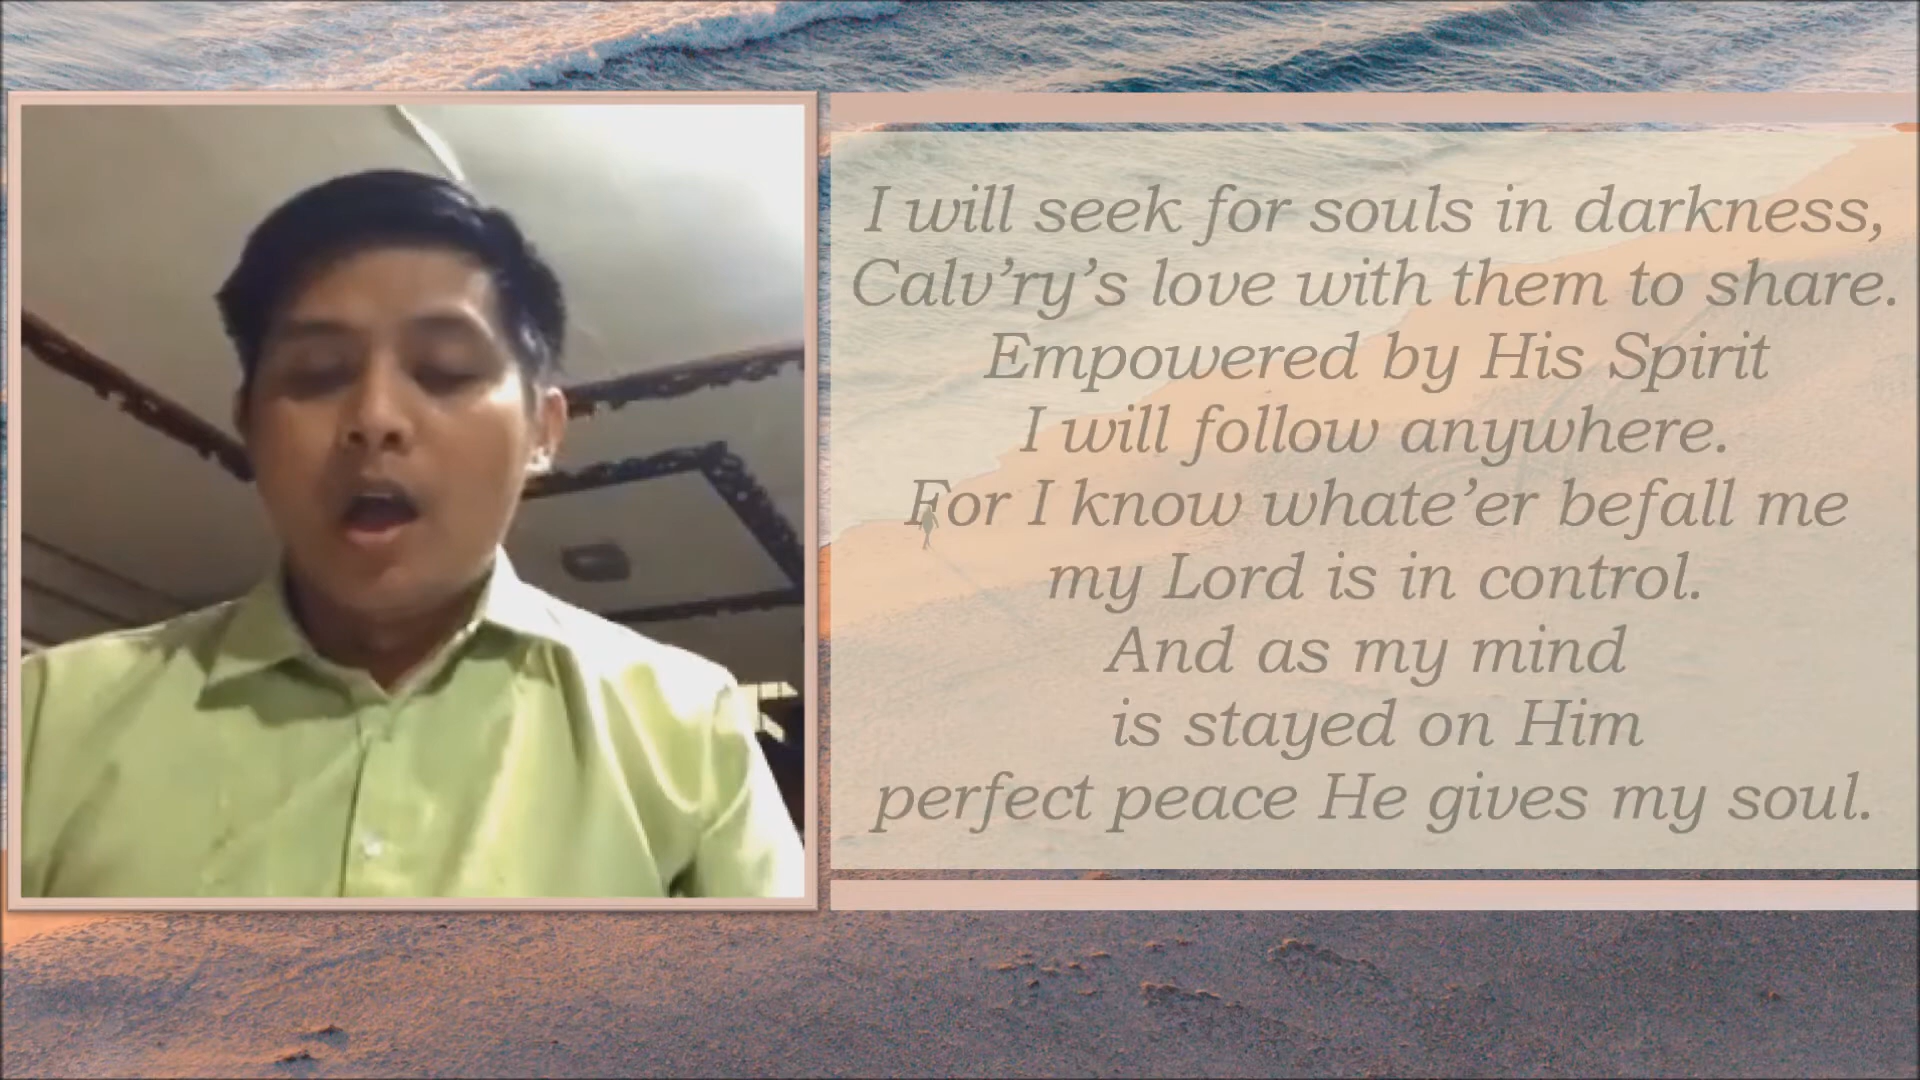 I will seek for souls in darkness,
Calv’ry’s love with them to share.
Empowered by His Spirit
I will follow anywhere.
For I know whate’er befall me
my Lord is in control.
And as my mind
is stayed on Him
perfect peace He gives my soul.